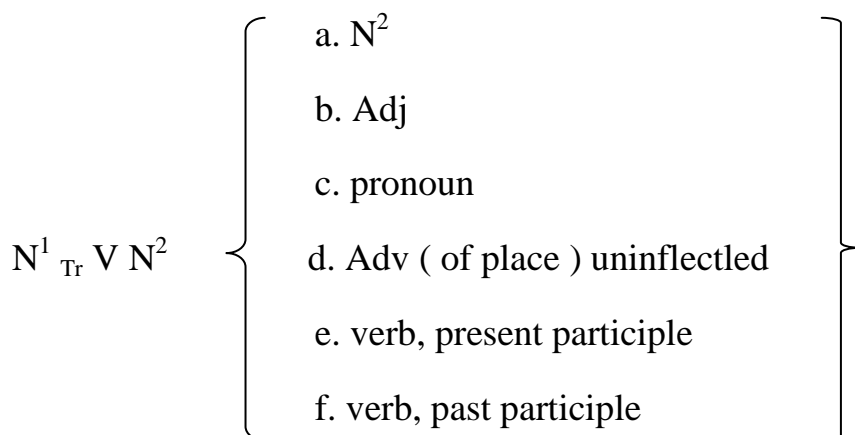 a. N²
b. Adj
c. pronoun
N¹ Tr V N²
d. Adv ( of place ) uninflectled
e. verb, present participle
f. verb, past participle